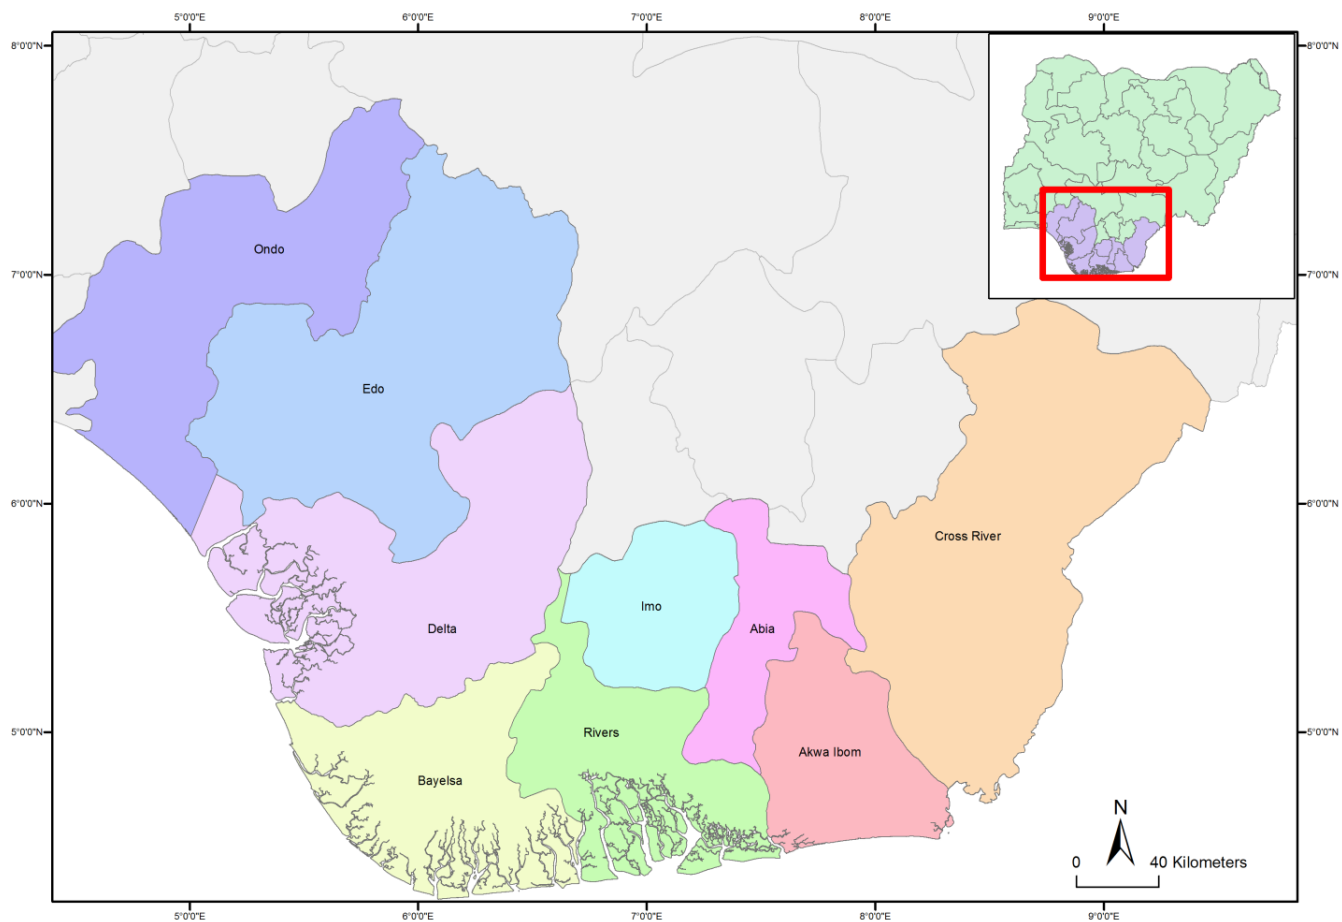 5°0'0"E 6°0'0"E 7°0'0"E 8°0'0"E 9°0'0"E
8°0'0"N 8°0'0"N
Ondo
7°0'0"N 7°0'0"N
Edo
6°0'0"N 6°0'0"N
Cross River
Imo
Delta Abia
5°0'0"N Rivers 5°0'0"N
Akwa Ibom
Bayelsa
N
0 40 Kilometers
5°0'0"E 6°0'0"E 7°0'0"E 8°0'0"E 9°0'0"E